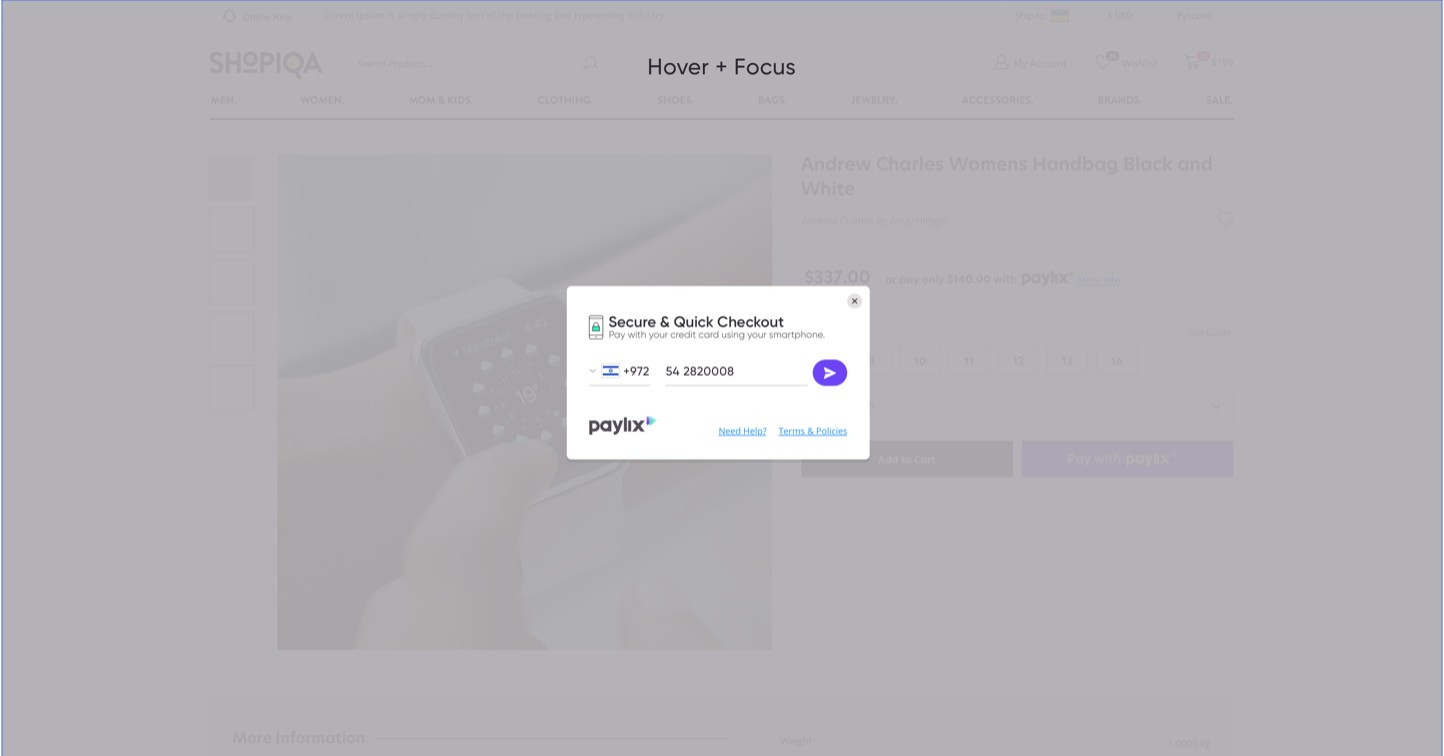 Online Help
Lorem Ipsum is simply dummy text of the printing and typesetting industry.
Ship to:
$ USD
Русский
SHOPIQA
Search Products...
Hover + Focus
My Account
Wishlist
$199
MEN.
WOMEN.
MOM & KIDS.
CLOTHING.
SHOES.
BAGS.
JEWELRY.
ACCESSORIES.
BRANDS.
SALE.
Andrew Charles Womens Handbag Black and
White
Andrew Charles by Andy Hilfiger
$337.00
or pay only $140.00 with paylix
More Info
Size Guide
10
11
12
13
16
Secure & Quick Checkout
Pay with your credit card using your smartphone.
+972
54 2820008
paylix
Need Help?
Terms & Policies
Add to Cart
Pay with paylix
4:42
Montréal
19°
More Information
Weight
1.0000 kg